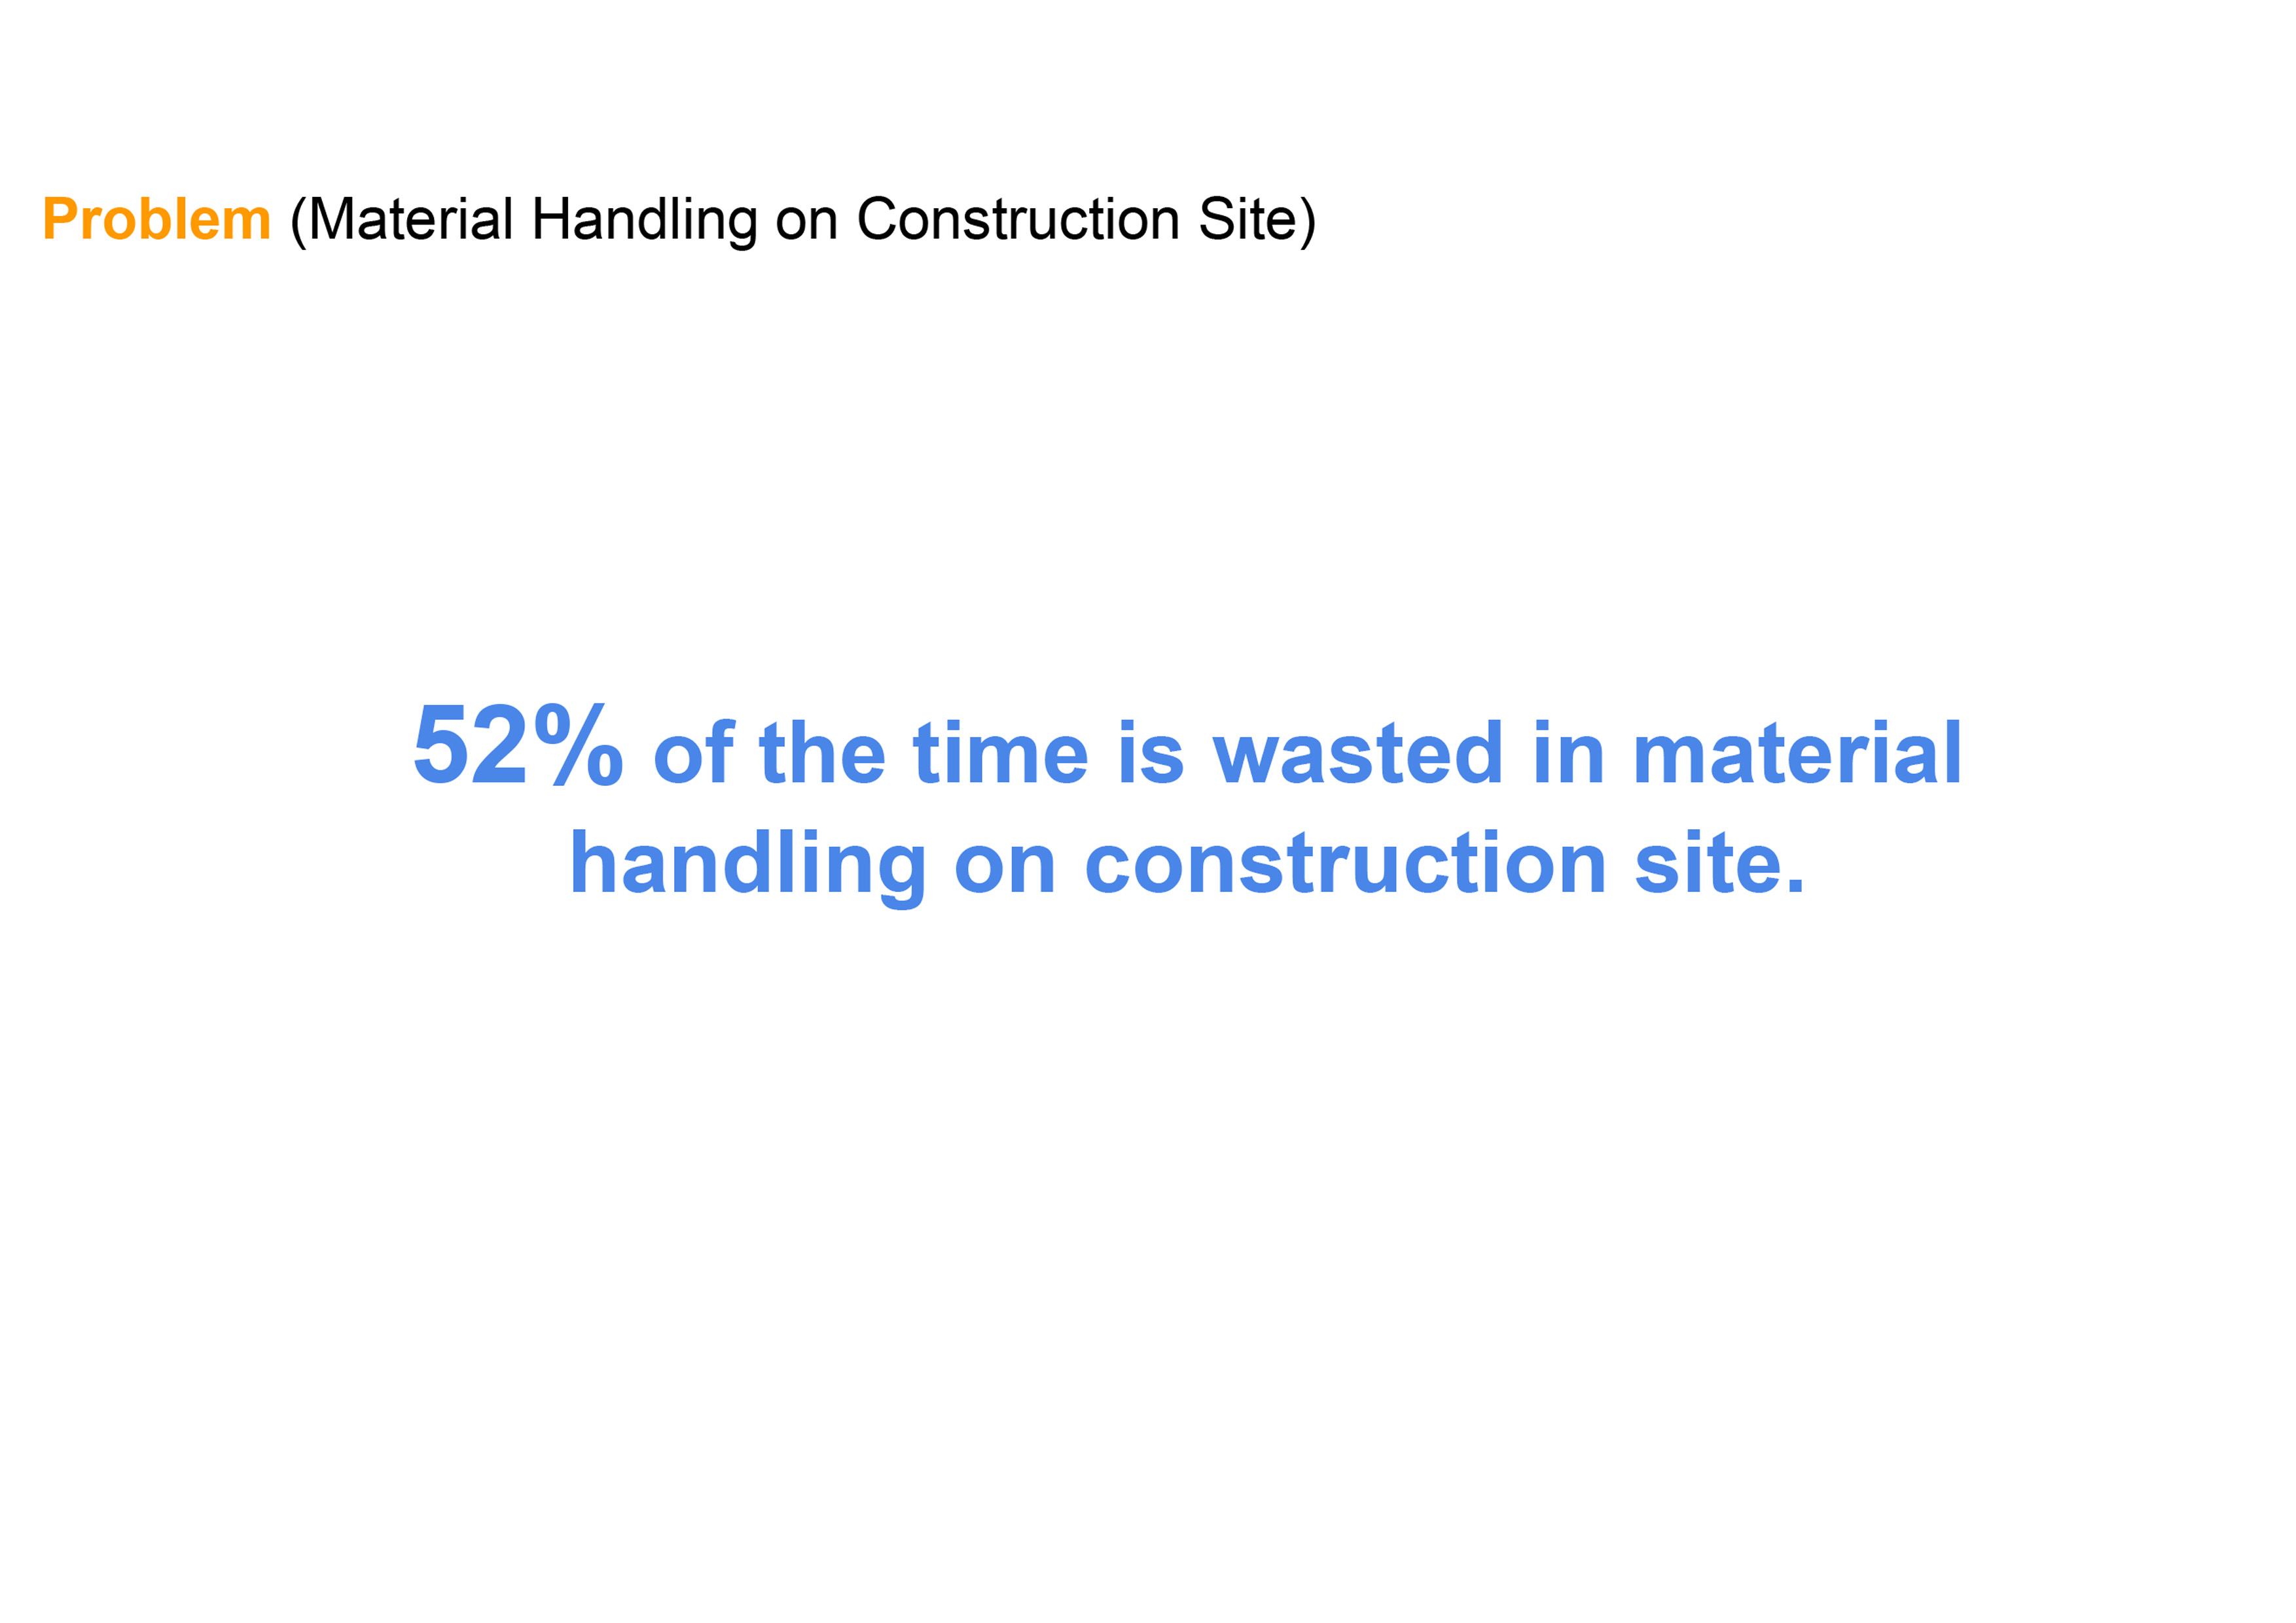 Problem (Material Handling on Construction Site)
52% of the time is wasted in material
handling on construction site.